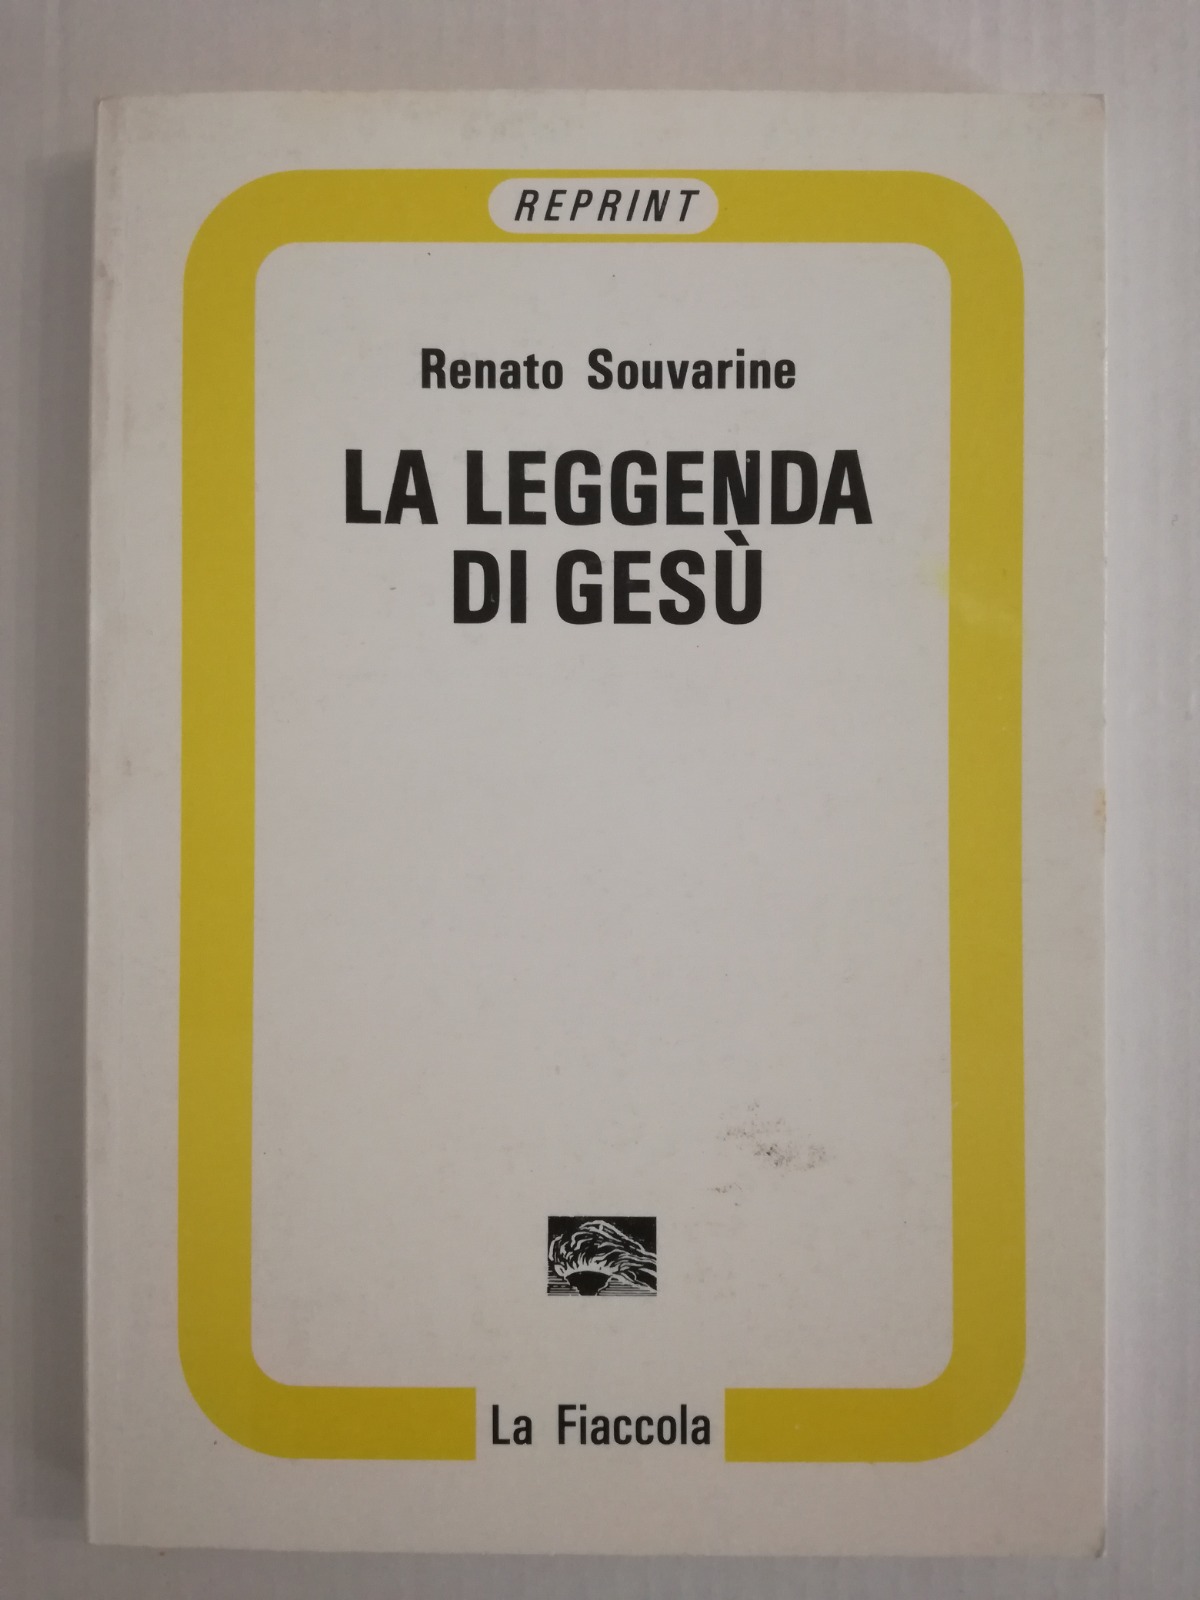 REPRINT
Renato Souvarine
LA LEGGENDA
DI GESÙ
La Fiaccola